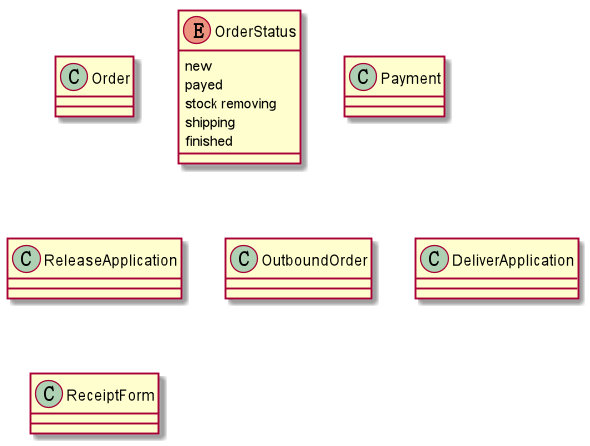 C Order
E OrderStatus
new
payed
stock removing
shipping
finished
C Payment
C ReleaseApplication
C OutboundOrder
C DeliverApplication
C ReceiptForm